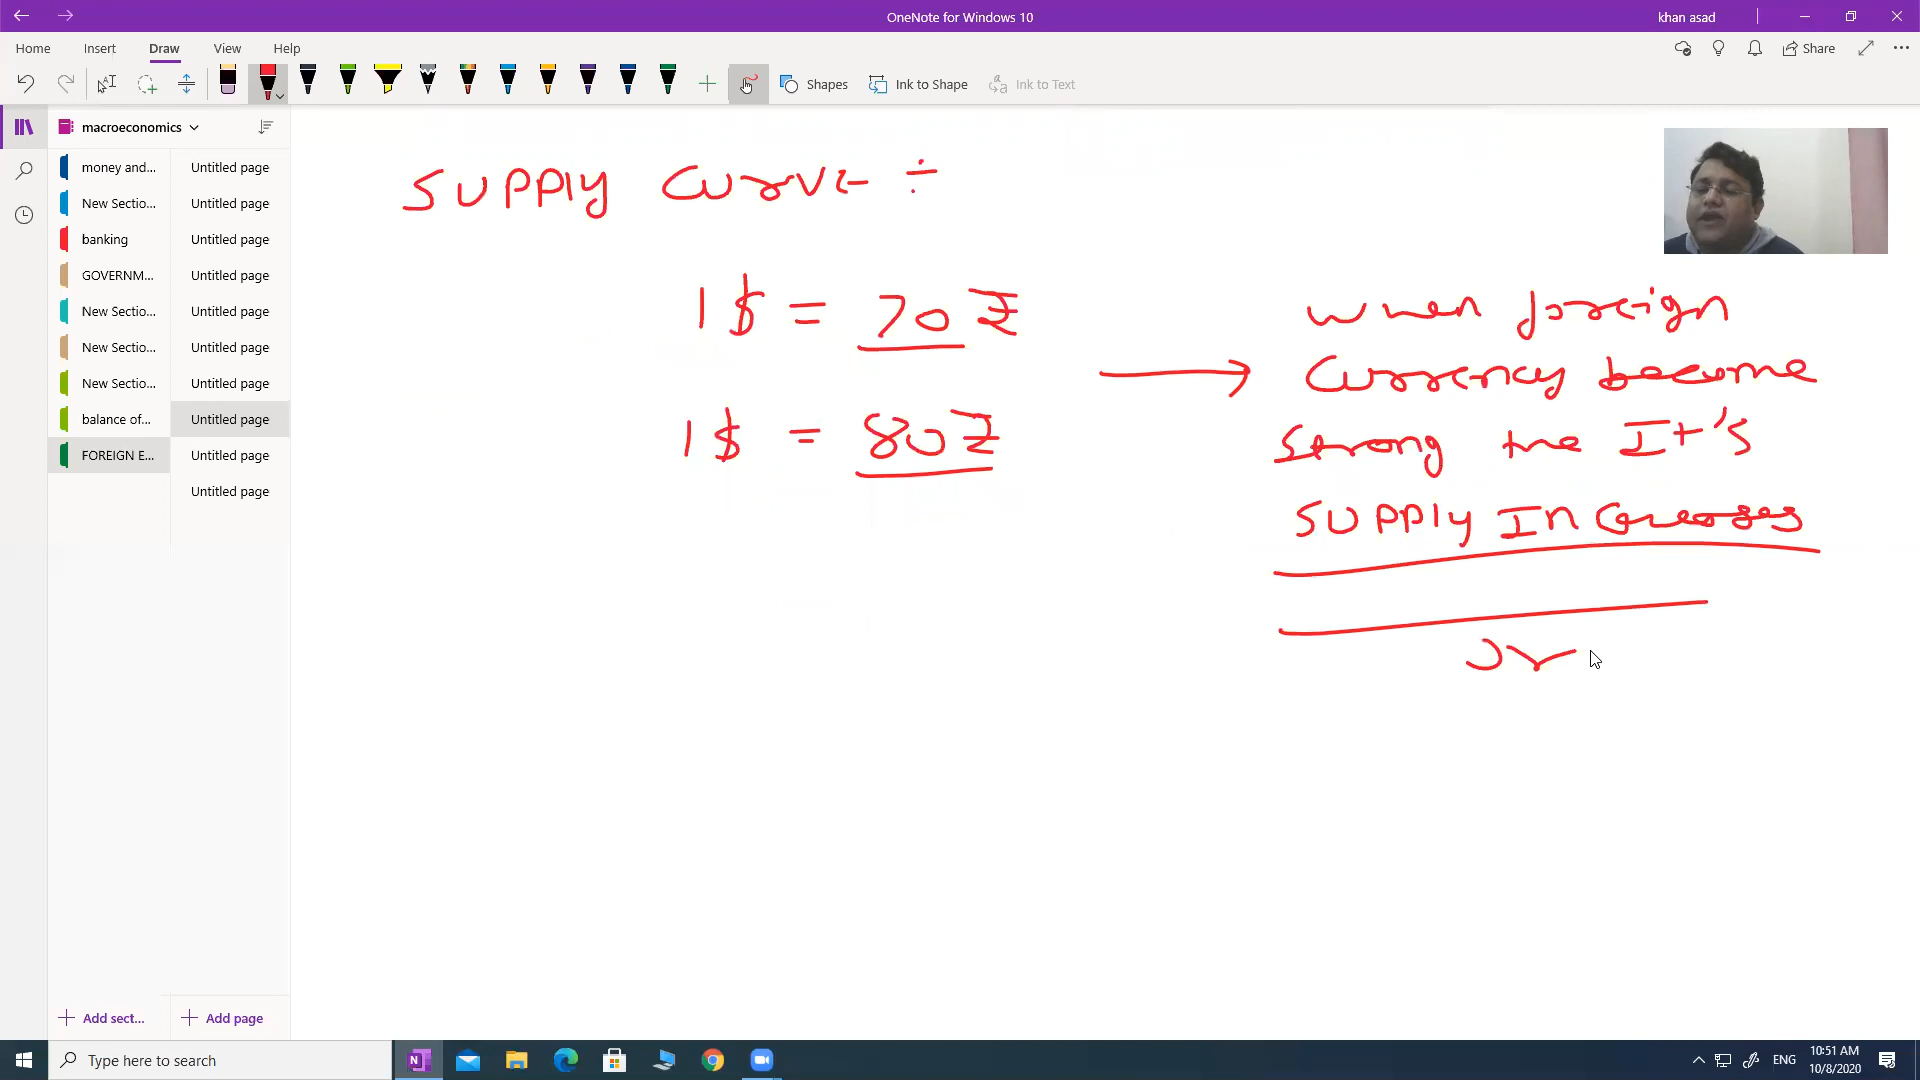 OneNote for Windows 10
khan asad
Home Insert Draw View Help
Share
Shapes Ink to Shape Ink to Text
macroeconomics
money and...
New Sectio...
banking
GOVERNM...
New Sectio...
New Sectio...
New Sectio...
balance of...
FOREIGN E...
Untitled page
Untitled page
Untitled page
Untitled page
Untitled page
Untitled page
Untitled page
Untitled page
Untitled page
Untitled page
Supply Curve ÷
1$ = 70₹
1$ = 80₹
When foreign
Currency become
Strong the It's
Supply Increases
Add sect...
Add page
Type here to search
ENG
10:51 AM
10/8/2020